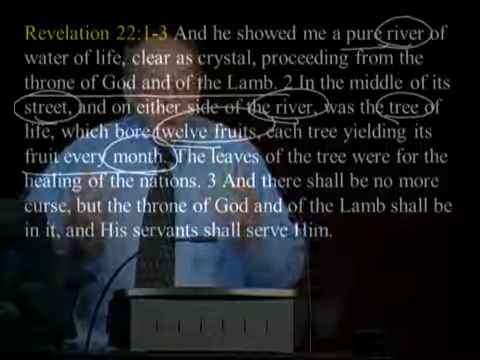 Revelation 22:1-3 And he showed me a pure river of
water of life, clear as crystal, proceeding from the
throne of God and of the Lamb. 2 In the middle of its
street, and on either side of the river, was the tree of
life, which bore twelve fruits, each tree yielding its
fruit every month. The leaves of the tree were for the
healing of the nations. 3 And there shall be no more
curse, but the throne of God and of the Lamb shall be
in it, and His servants shall serve Him.